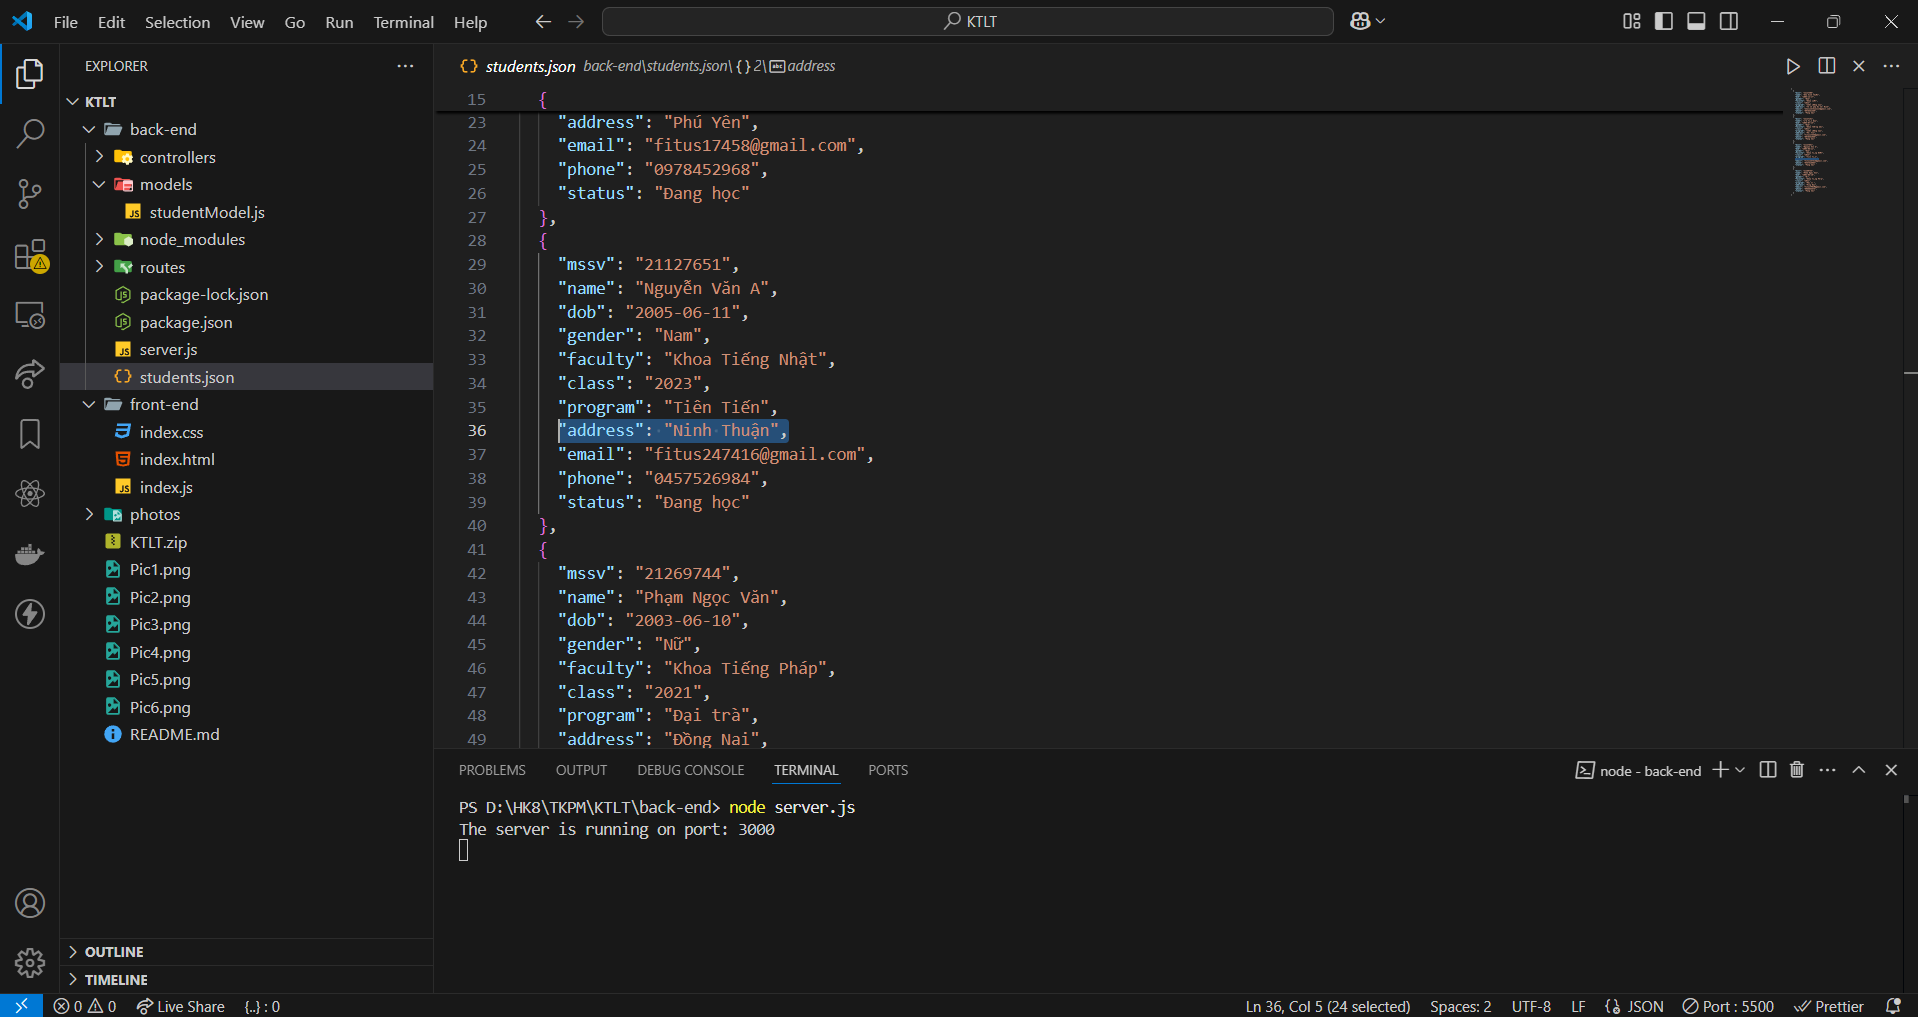 File Edit Selection View Go Run Terminal Help
KTLT
EXPLORER
KTLT
back-end
controllers
models
JS studentModel.js
node_modules
routes
package-lock.json
package.json
JS server.js
{} students.json
front-end
index.css
index.html
JS index.js
photos
KTLT.zip
Pic1.png
Pic2.png
Pic3.png
Pic4.png
Pic5.png
Pic6.png
README.md
OUTLINE
TIMELINE
{} students.json back-end\students.json\ { } 2\ abc address
15 {
23 "address": "Phú Yên",
24 "email": "fitus17458@gmail.com",
25 "phone": "0978452968",
26 "status": "Đang học"
27 },
28 {
29 "mssv": "21127651",
30 "name": "Nguyễn Văn A",
31 "dob": "2005-06-11",
32 "gender": "Nam",
33 "faculty": "Khoa Tiếng Nhật",
34 "class": "2023",
35 "program": "Tiên Tiến",
36 "address": "Ninh Thuận",
37 "email": "fitus247416@gmail.com",
38 "phone": "0457526984",
39 "status": "Đang học"
40 },
41 {
42 "mssv": "21269744",
43 "name": "Phạm Ngọc Văn",
44 "dob": "2003-06-10",
45 "gender": "Nữ",
46 "faculty": "Khoa Tiếng Pháp",
47 "class": "2021",
48 "program": "Đại trà",
49 "address": "Đồng Nai",
PROBLEMS OUTPUT DEBUG CONSOLE TERMINAL PORTS
node - back-end
PS D:\HK8\TKPM\KTLT\back-end> node server.js
The server is running on port: 3000
0 0 Live Share {..} : 0
Ln 36, Col 5 (24 selected) Spaces: 2 UTF-8 LF {} JSON Port : 5500 Prettier